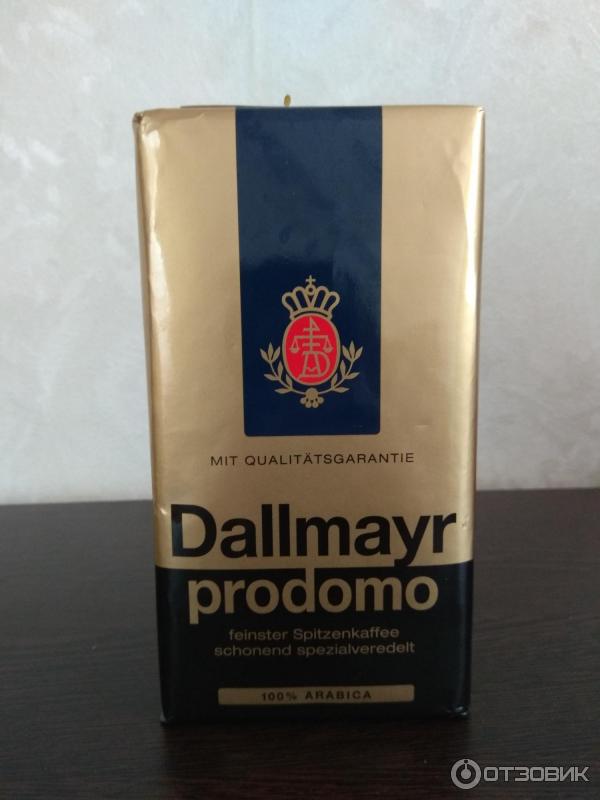 MIT QUALITÄTSGARANTIE
Dallmayr
prodomo
feinster Spitzenkaffee
schonend spezialveredelt
100% ARABICA
ОТЗОВИК